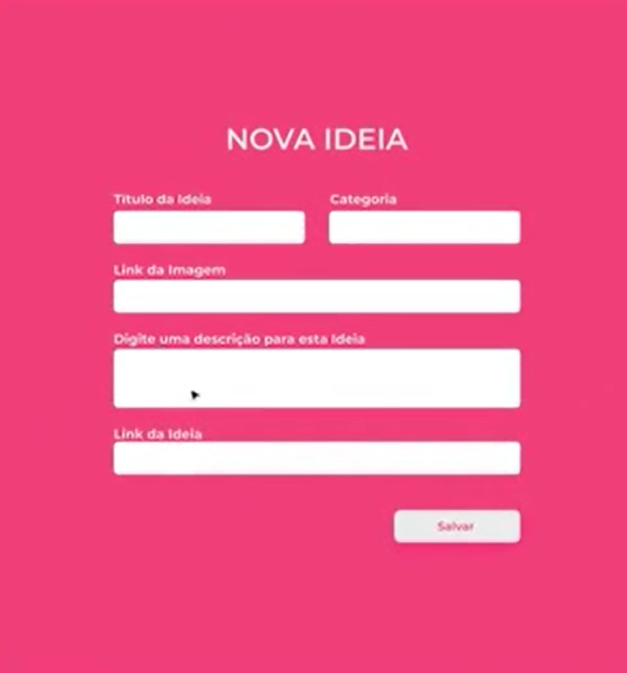 NOVA IDEIA
Título da Ideia Categoria
Link da Imagem
Digite uma descrição para esta Ideia
Link da Ideia
Salvar